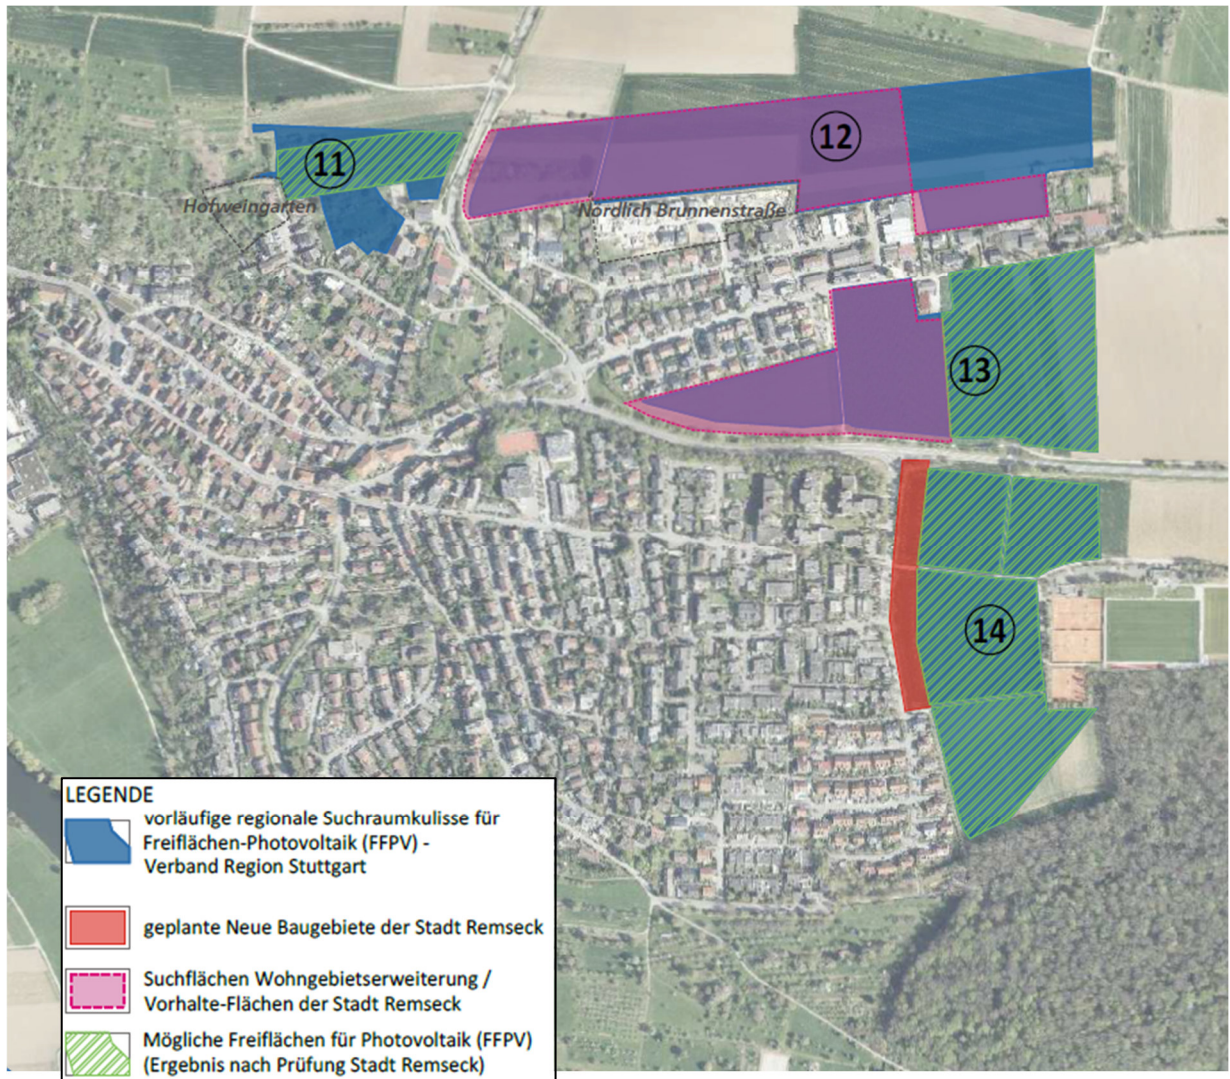 12
11
Hofweingarten
Nördlich Brunnenstraße
13
14
LEGENDE
vorläufige regionale Suchraumkulisse für
Freiflächen-Photovoltaik (FFPV) -
Verband Region Stuttgart
geplante Neue Baugebiete der Stadt Remseck
Suchflächen Wohngebietserweiterung /
Vorhalte-Flächen der Stadt Remseck
Mögliche Freiflächen für Photovoltaik (FFPV)
(Ergebnis nach Prüfung Stadt Remseck)